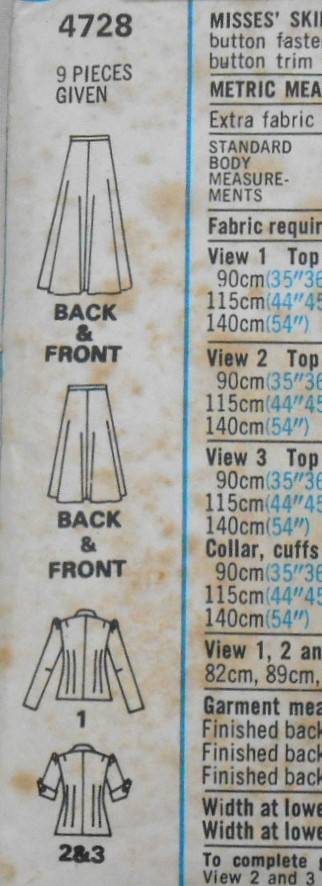 4728
9 PIECES
GIVEN
BACK
&
FRONT
BACK
&
FRONT
1
2&3
MISSES'
button
button trim
METRIC
Extra fabric
STANDARD
BODY
MEASURE-
MENTS
Fabric
View 1 Top
90cm(35"36
115cm(44"45
140cm(54")
View 2 Top
90cm(35"36
115cm(44"45
140cm(54")
View 3 Top
90cm(35"36
115cm(44"45
140cm(54")
Collar, cuffs
90cm(35"36
115cm(44"45
140cm(54")
View 1, 2 an
82cm, 89cm,
Garment mea
Finished back
Finished back
Finished back
Width at lowe
Width at lowe
To complete
View 2 and 3